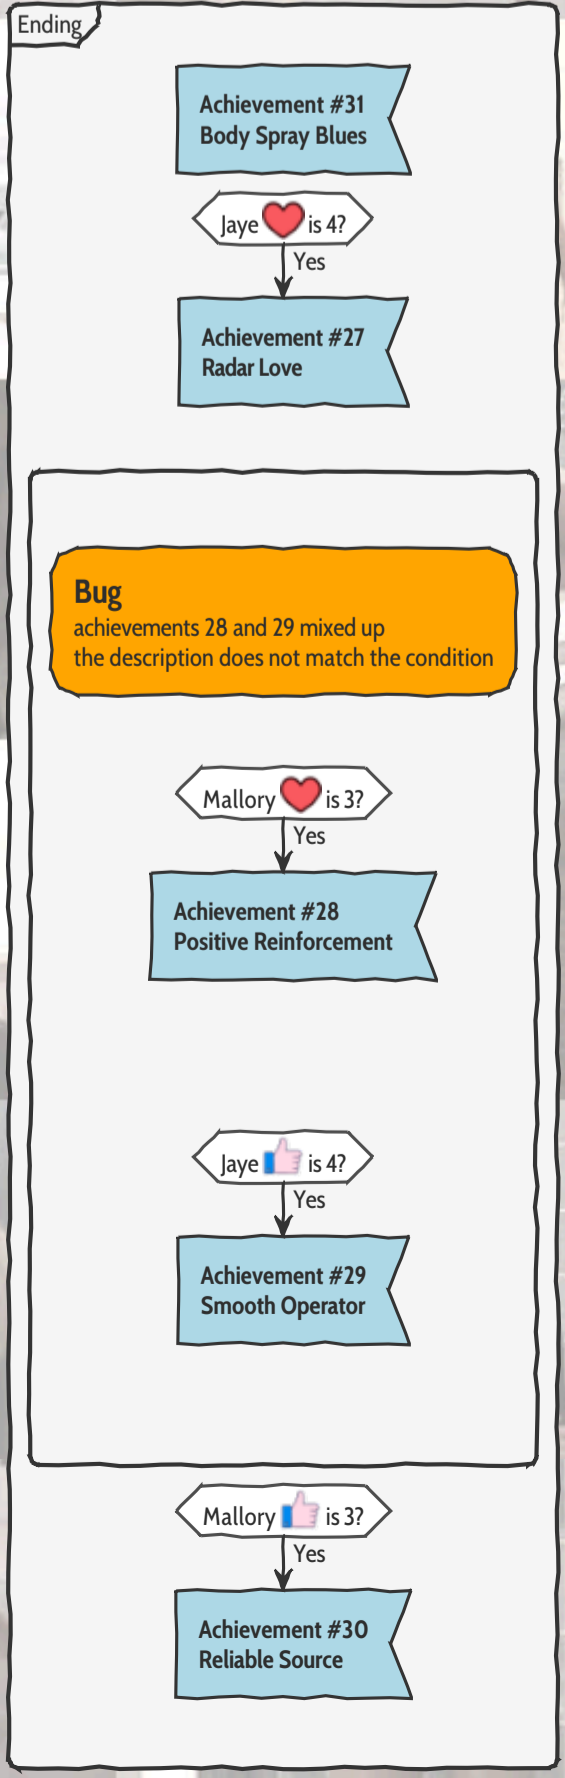 Ending
Achievement #31
Body Spray Blues
Jaye ❤️ is 4?
Yes
Achievement #27
Radar Love
Bug
achievements 28 and 29 mixed up
the description does not match the condition
Mallory ❤️ is 3?
Yes
Achievement #28
Positive Reinforcement
Jaye 👍 is 4?
Yes
Achievement #29
Smooth Operator
Mallory 👍 is 3?
Yes
Achievement #30
Reliable Source